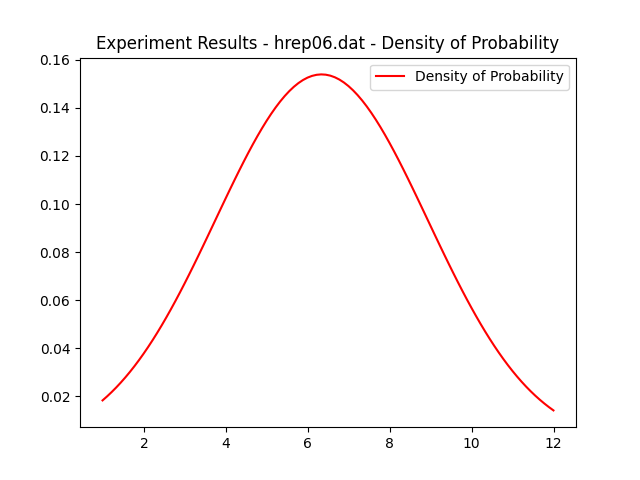 Experiment Results - hrep06.dat - Density of Probability
Density of Probability
0.16
0.14
0.12
0.10
0.08
0.06
0.04
0.02
2 4 6 8 10 12